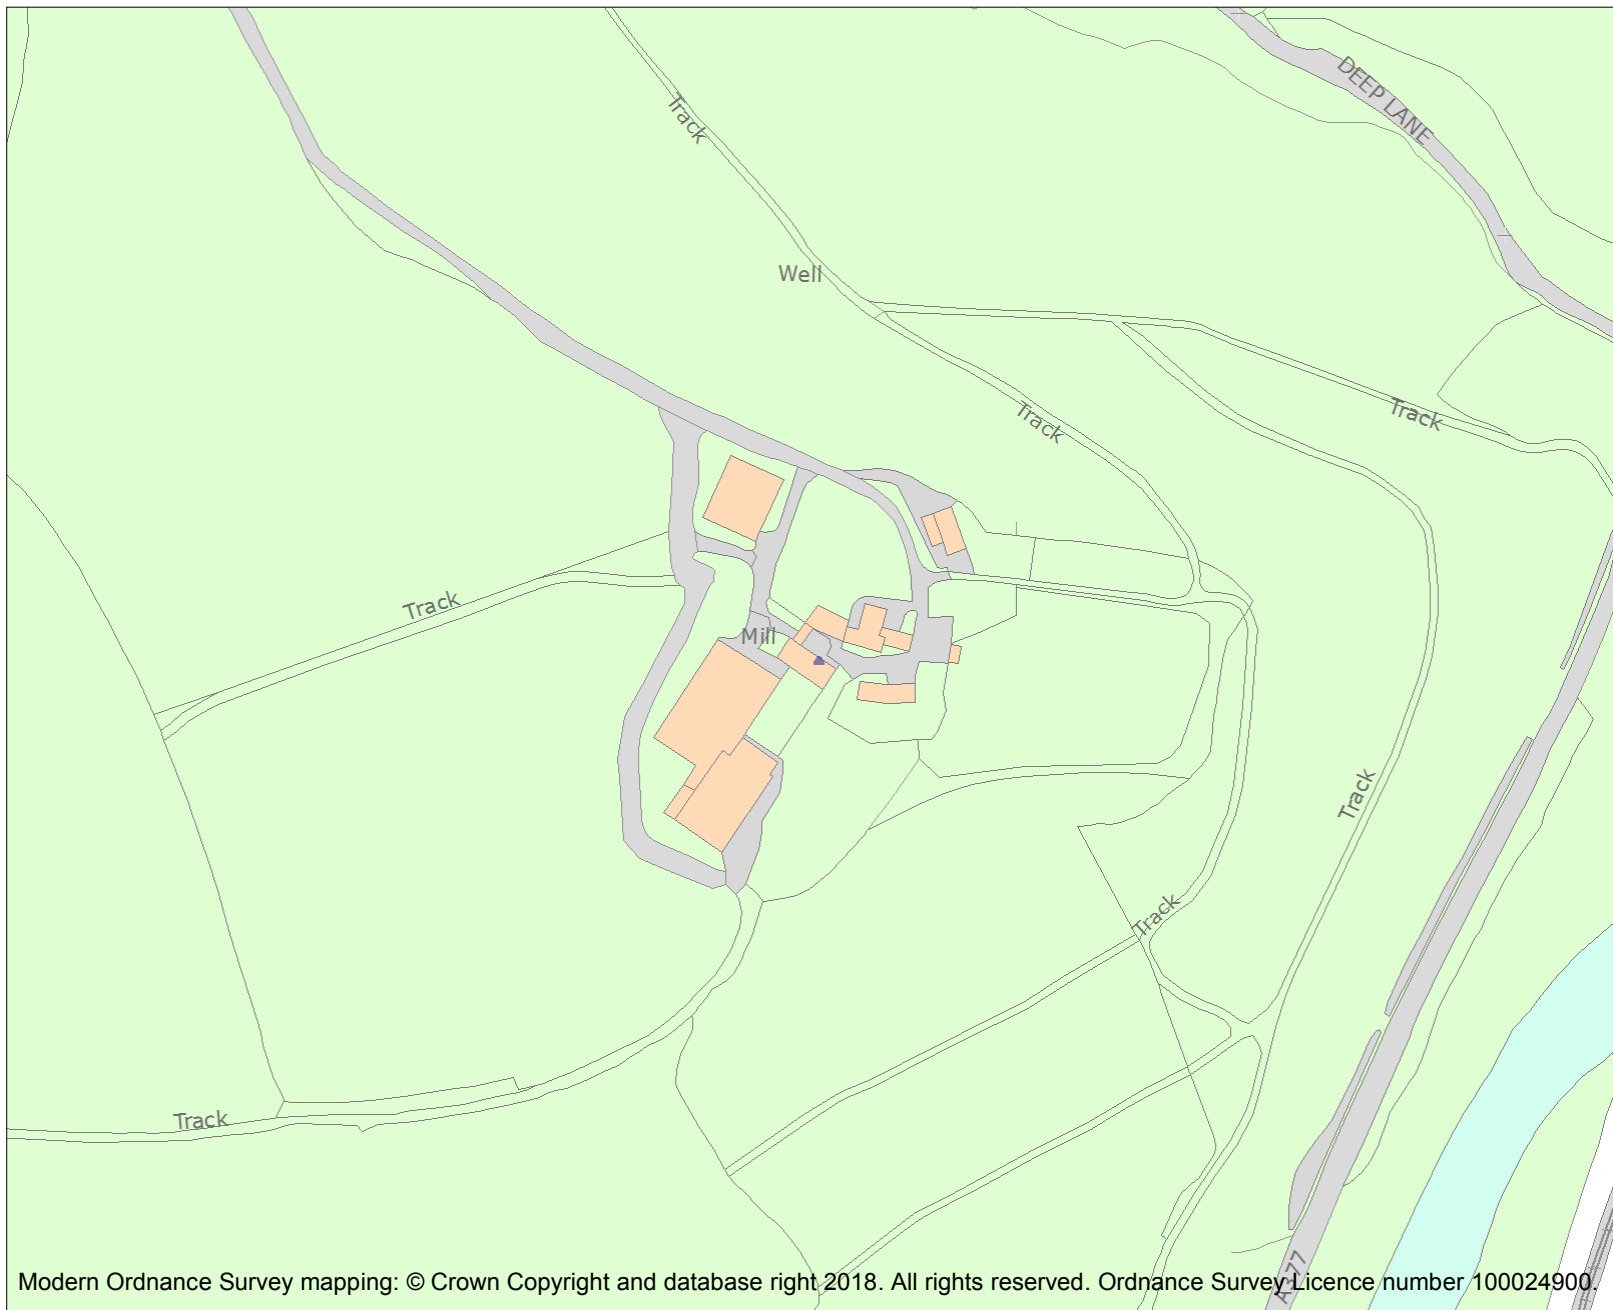 DEEP LANE
Track
Well
Track
Track
Track
Mill
Track
Track
Track
A377
Modern Ordnance Survey mapping: © Crown Copyright and database right 2018. All rights reserved. Ordnance Survey Licence number 100024900.